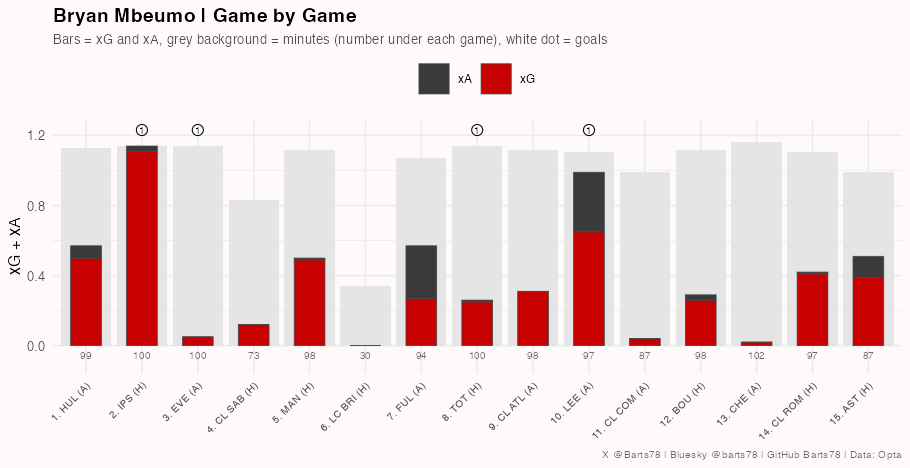 Bryan Mbeumo | Game by Game
Bars = xG and xA, grey background = minutes (number under each game), white dot = goals
xA xG
1 1 1 1
1.2
0.8
0.4
0.0
xG + xA
99 100 100 73 98 30 94 100 98 97 87 98 102 97 87
1. HUL (A)
2. IPS (H)
3. EVE (A)
4. CL SAB (H)
5. MAN (H)
6. LC BRI (H)
7. FUL (A)
8. TOT (H)
9. CL ATL (A)
10. LEE (A)
11. CL COM (A)
12. BOU (H)
13. CHE (A)
14. CL ROM (H)
15. AST (H)
X @Barts78 | Bluesky @barts78 | GitHub Barts78 | Data: Opta